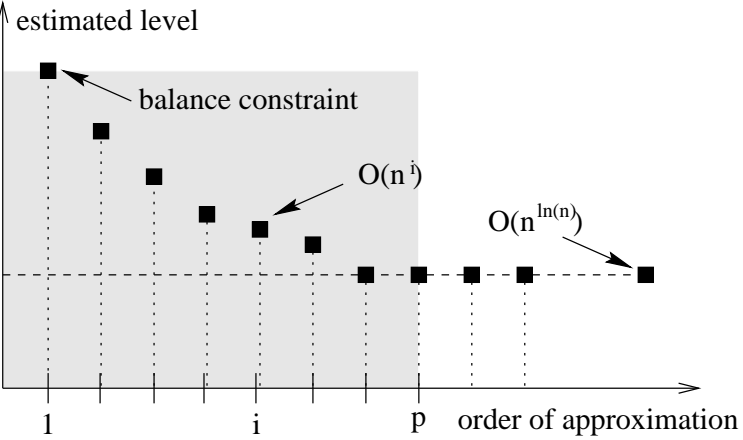 estimated level
balance constraint
O(n^i)
O(n^ln(n))
1
i
p
order of approximation